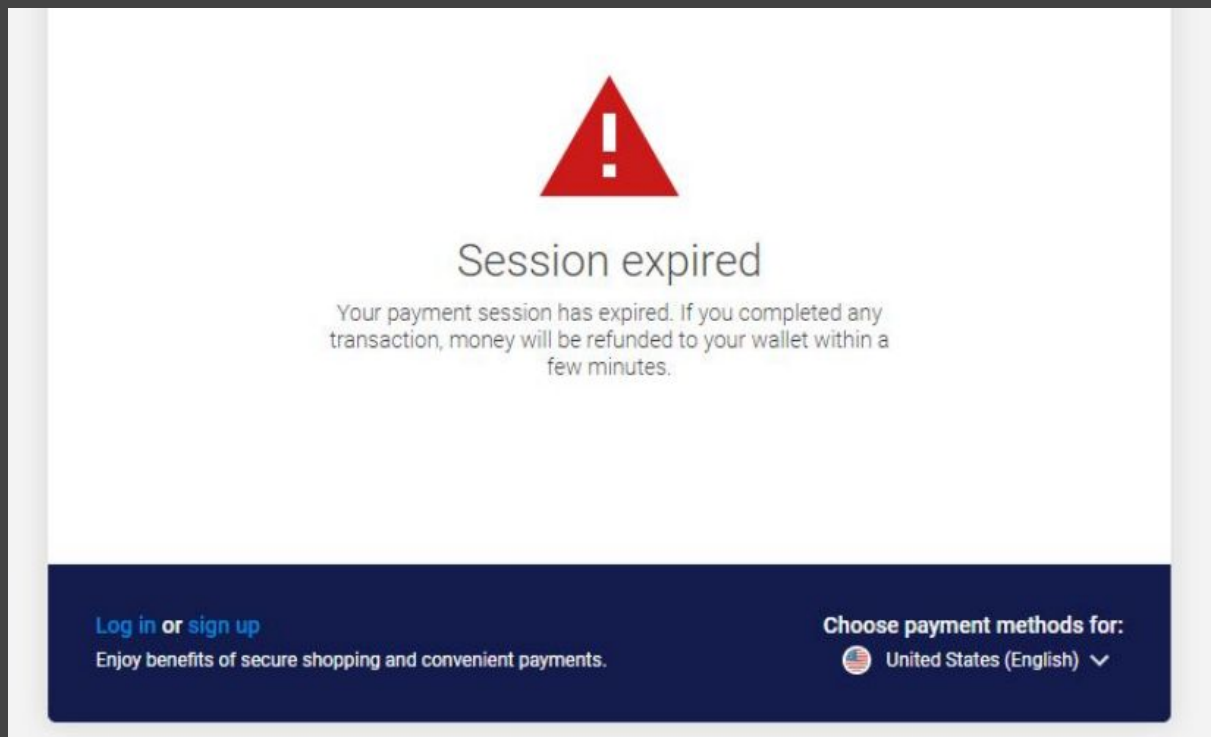 Session expired
Your payment session has expired. If you completed any
transaction, money will be refunded to your wallet within a
few minutes.
Log in or sign up
Enjoy benefits of secure shopping and convenient payments.
Choose payment methods for:
United States (English)